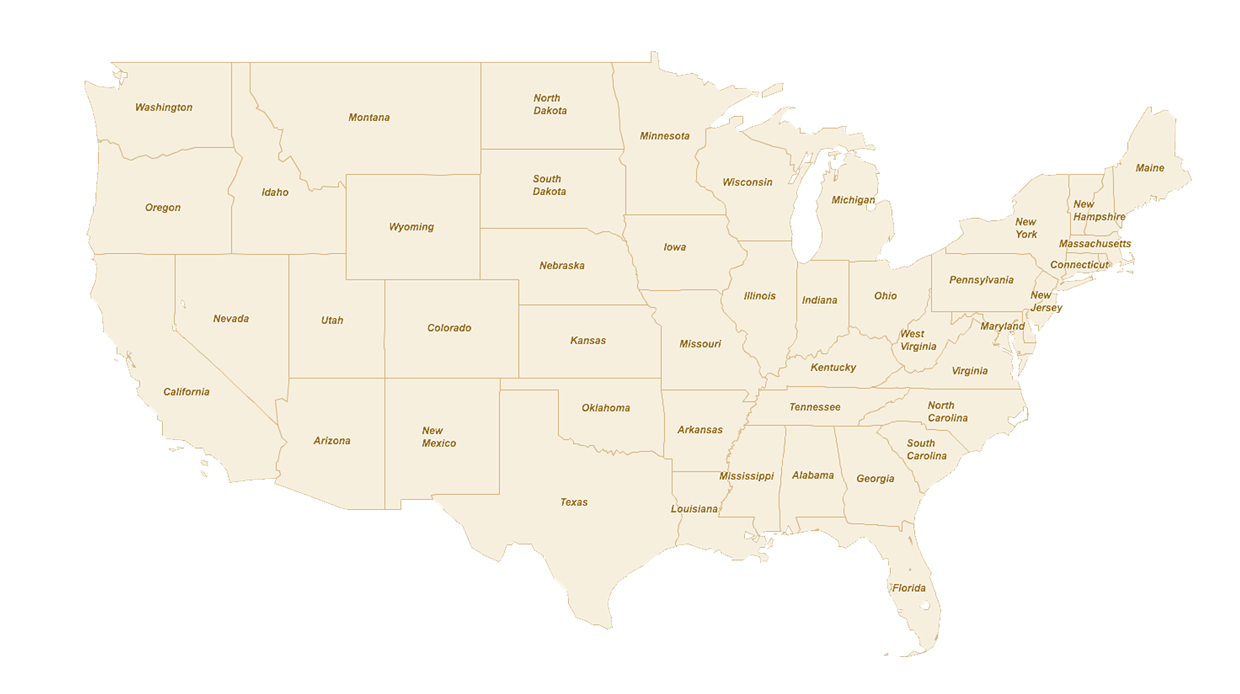 Washington
Montana
North
Dakota
Minnesota
Maine
Idaho
South
Dakota
Wisconsin
Michigan
Oregon
Wyoming
New
York
New
Hampshire
Massachusetts
Iowa
Connecticut
Nebraska
Pennsylvania
Illinois
Indiana
Ohio
New
Jersey
Nevada
Utah
Colorado
Kansas
Missouri
West
Virginia
Maryland
Kentucky
Virginia
California
Oklahoma
Tennessee
North
Carolina
Arizona
New
Mexico
Arkansas
South
Carolina
Texas
Louisiana
Mississippi
Alabama
Georgia
Florida